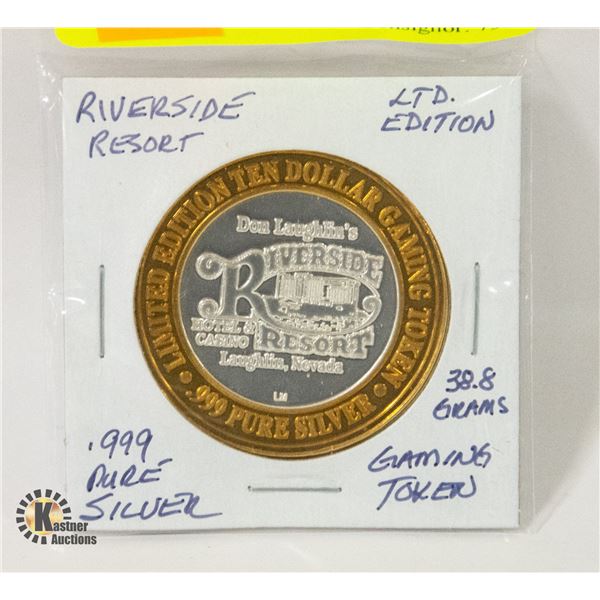 RIVERSIDE
RESORT
LTD.
EDITION
LIMITED EDITION TEN DOLLAR GAMING TOKEN
.999 PURE SILVER
Don Laughlin's
RIVERSIDE
HOTEL &
CASINO
RESORT
Laughlin, Nevada
LM
38.8
GRAMS
.999
PURE
SILVER
GAMING
TOKEN
Kastner
Auctions